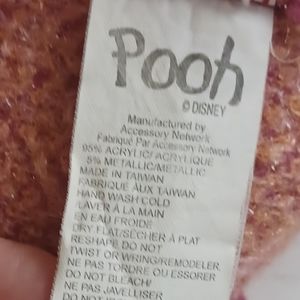 Pooh
© DISNEY
Manufactured by
Accessory Network
Fabriqué Par Accessory Network
95% ACRYLIC/ACRYLIQUE
5% METALLIC/METALLIC
MADE IN TAIWAN
FABRIQUÉ AUX TAIWAN
HAND WASH COLD
/LAVER À LA MAIN
EN EAU FROIDE
DRY FLAT/SÉCHER À PLAT
RESHAPE DO NOT
TWIST OR WRING/REMODELER
NE PAS TORDRE OU ESSORER
DO NOT BLEACH/
NE PAS JAVELLISER